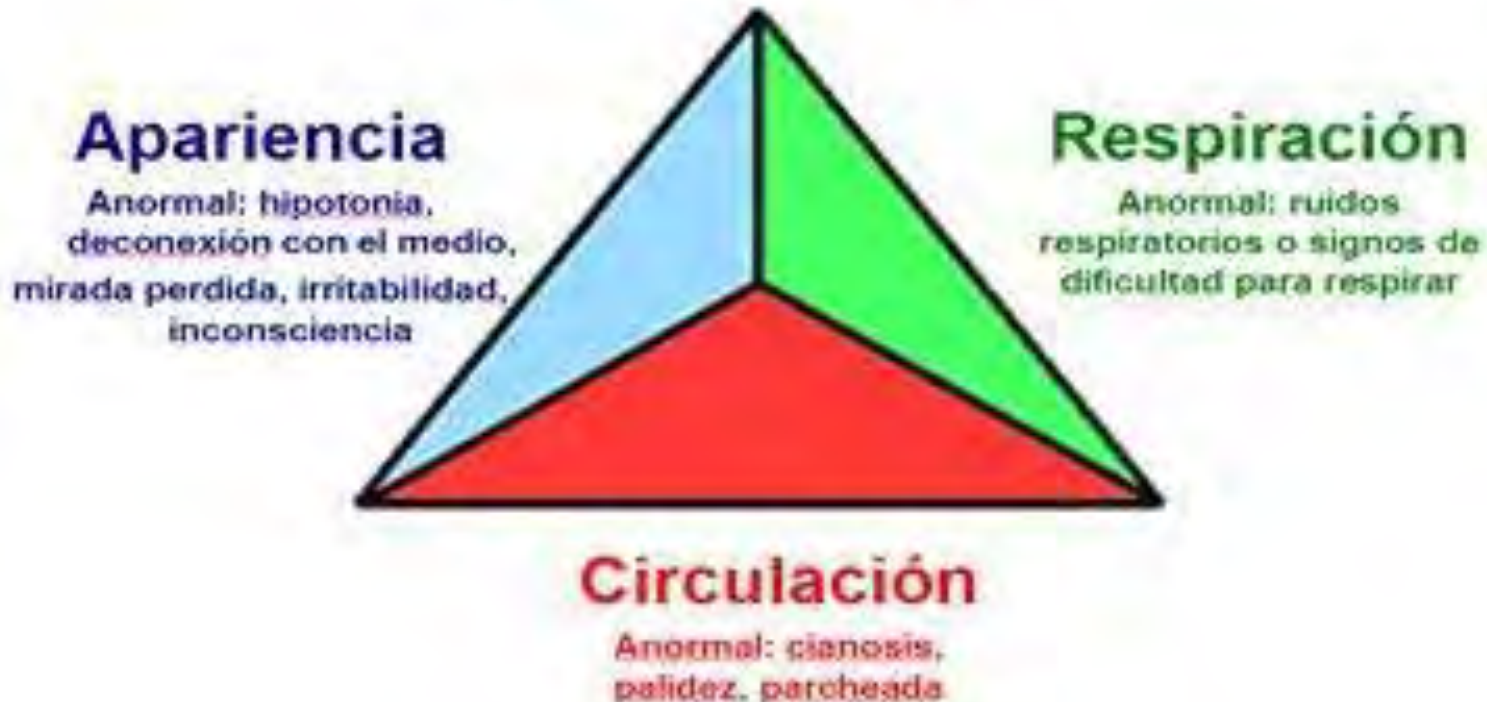 Apariencia
Anormal: hipotonia,
deconexión con el medio,
mirada perdida, irritabilidad,
inconsciencia
Respiración
Anormal: ruidos
respiratorios o signos de
dificultad para respirar
Circulación
Anormal: cianosis,
palidez, parcheada